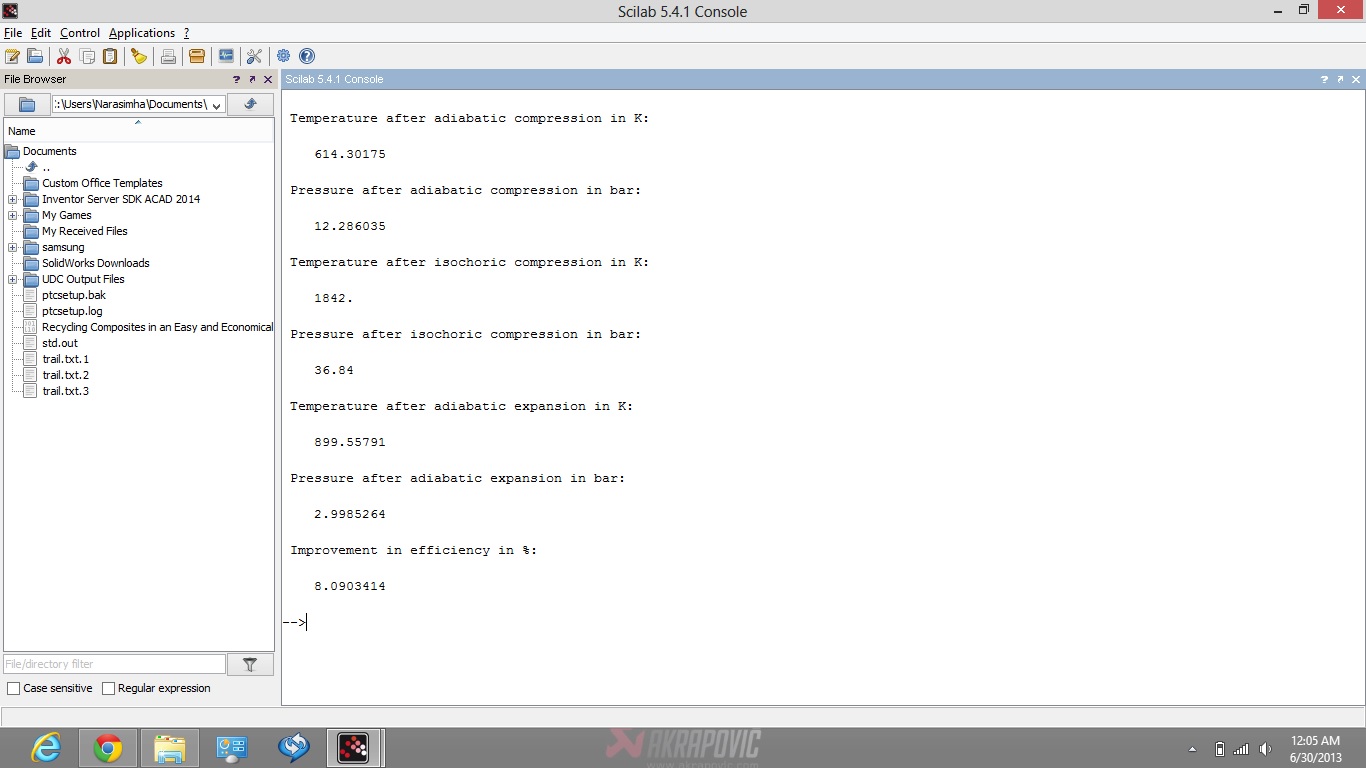 Scilab 5.4.1 Console
File Edit Control Applications ?
File Browser
Scilab 5.4.1 Console
:\Users\Narasimha\Documents\
Name
Documents
..
Custom Office Templates
Inventor Server SDK ACAD 2014
My Games
My Received Files
samsung
SolidWorks Downloads
UDC Output Files
ptcsetup.bak
ptcsetup.log
Recycling Composites in an Easy and Economical
std.out
trail.txt.1
trail.txt.2
trail.txt.3
File/directory filter
Case sensitive Regular expression
Temperature after adiabatic compression in K:
614.30175
Pressure after adiabatic compression in bar:
12.286035
Temperature after isochoric compression in K:
1842.
Pressure after isochoric compression in bar:
36.84
Temperature after adiabatic expansion in K:
899.55791
Pressure after adiabatic expansion in bar:
2.9985264
Improvement in efficiency in %:
8.0903414
-->
AKRAPOVIC
www.akrapovic.com
12:05 AM
6/30/2013